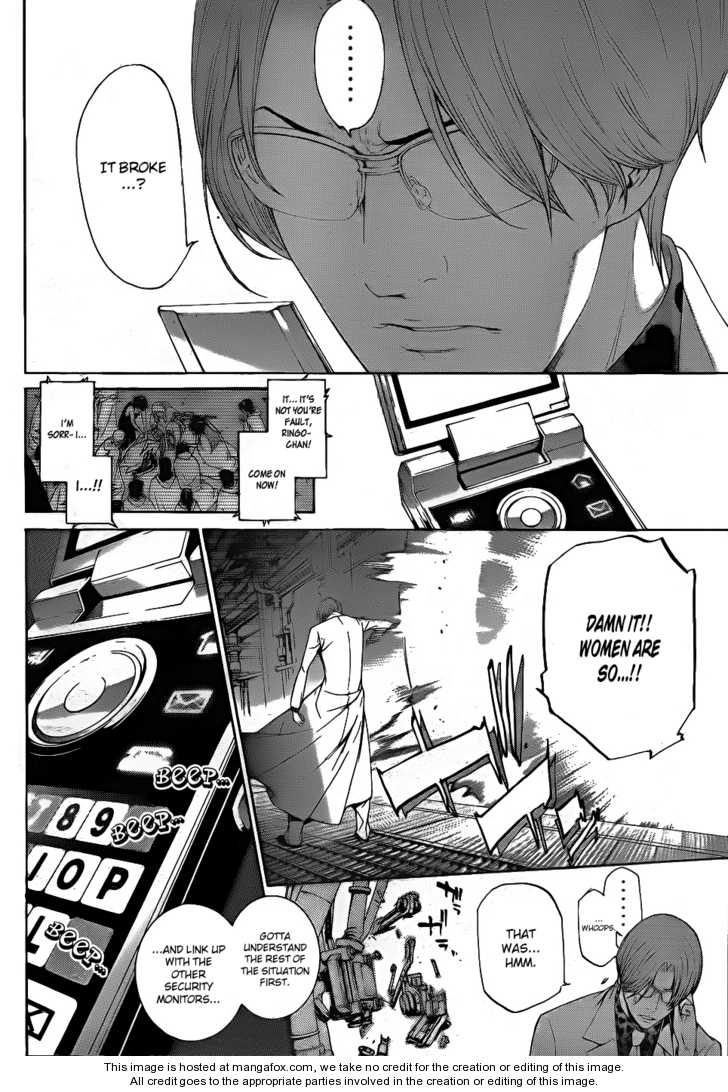 .......
IT BROKE
...?
IT... IT'S
NOT YOU'RE
FAULT,
RINGO-
CHAN!
COME ON
NOW!
I'M
SORR- I...
I...!!
DAMN IT!!
WOMEN ARE
SO...!!
BEEP...
BEEP...
BEEP...
789
IOP
L
....
...
WHOOPS.
THAT
WAS...
HMM.
GOTTA
UNDERSTAND
THE REST OF
THE SITUATION
FIRST.
...AND LINK UP
WITH THE
OTHER
SECURITY
MONITORS...
This image is hosted at mangafox.com, we take no credit for the creation or editing of this image.
All credit goes to the appropriate parties involved in the creation or editing of this image.